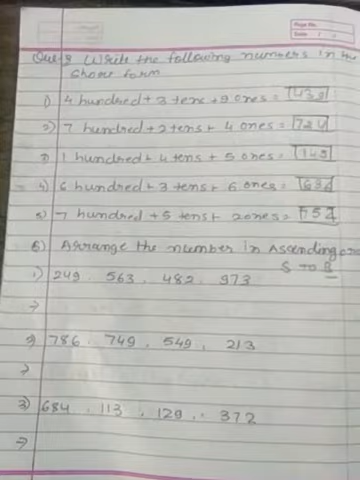 Page No.
Date
Que 3 Write the following numbers in the
Short form
1) 4 hundred + 3 tens + 9 ones = 439
2) 7 hundred + 2 tens + 4 ones = 724
3) 1 hundred + 4 tens + 5 ones = 145
4) 6 hundred + 3 tens + 6 ones = 636
5) 7 hundred + 5 tens + 2 ones =
6) Arrange the number in Ascending
S to B
1) 249 . 563 . 482 . 973
⇒
2) 786 . 749 , 549 , 213
⇒
3) 684 . 113 , 129 . 372
⇒